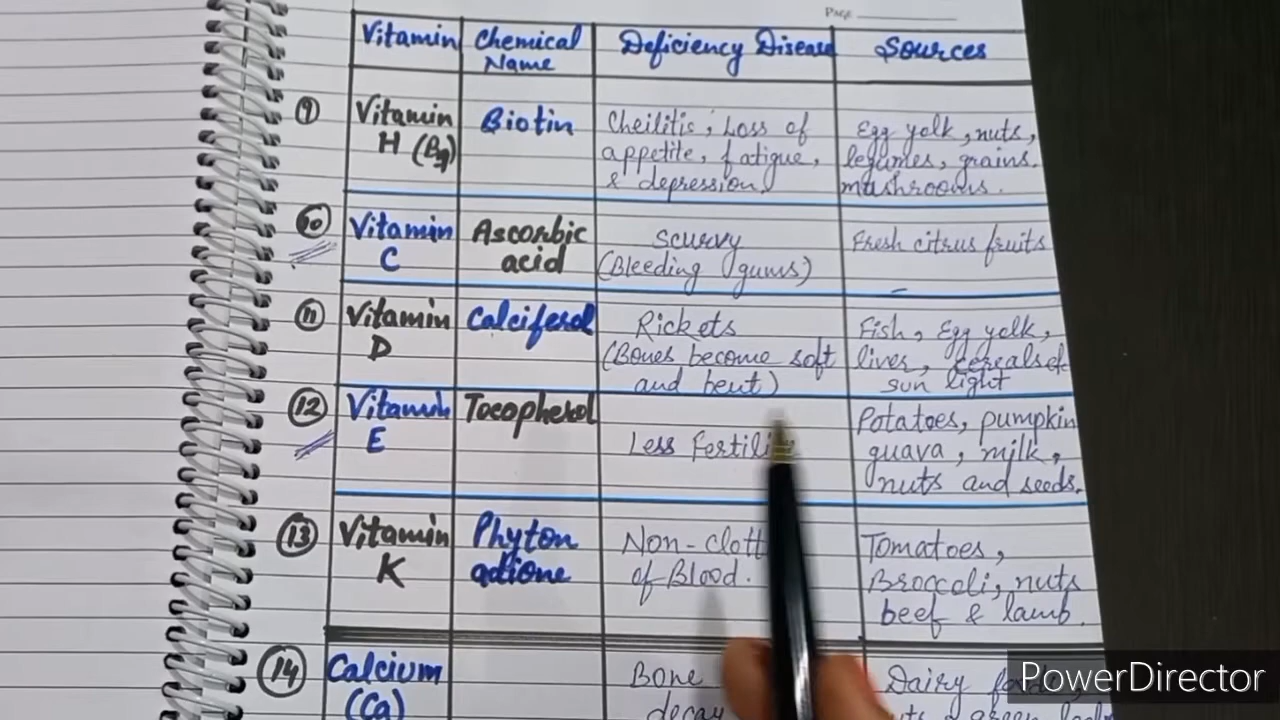 PAGE
Vitamin
Chemical
Name
Deficiency Disease
Sources
9
Vitamin
H (B9)
Biotin
Cheilitis, Loss of
appetite, fatigue,
& depression.
Egg yolk, nuts,
legumes, grains.
mushrooms.
10
Vitamin
C
Ascorbic
acid
Scurvy
(Bleeding gums)
Fresh citrus fruits
11
Vitamin
D
Calciferol
Rickets
(Bones become soft
and bent)
Fish, Egg yolk,
liver, cereals etc
sun light
12
Vitamin
E
Tocopherol
Less
Potatoes, pumpkin
guava, milk,
nuts and seeds.
13
Vitamin
K
Phyton
adione
Non-Clott
of Blood.
Tomatoes,
Broccoli, nuts
beef & lamb.
14
Calcium
(Ca)
Bone
decay
Dairy
PowerDirector